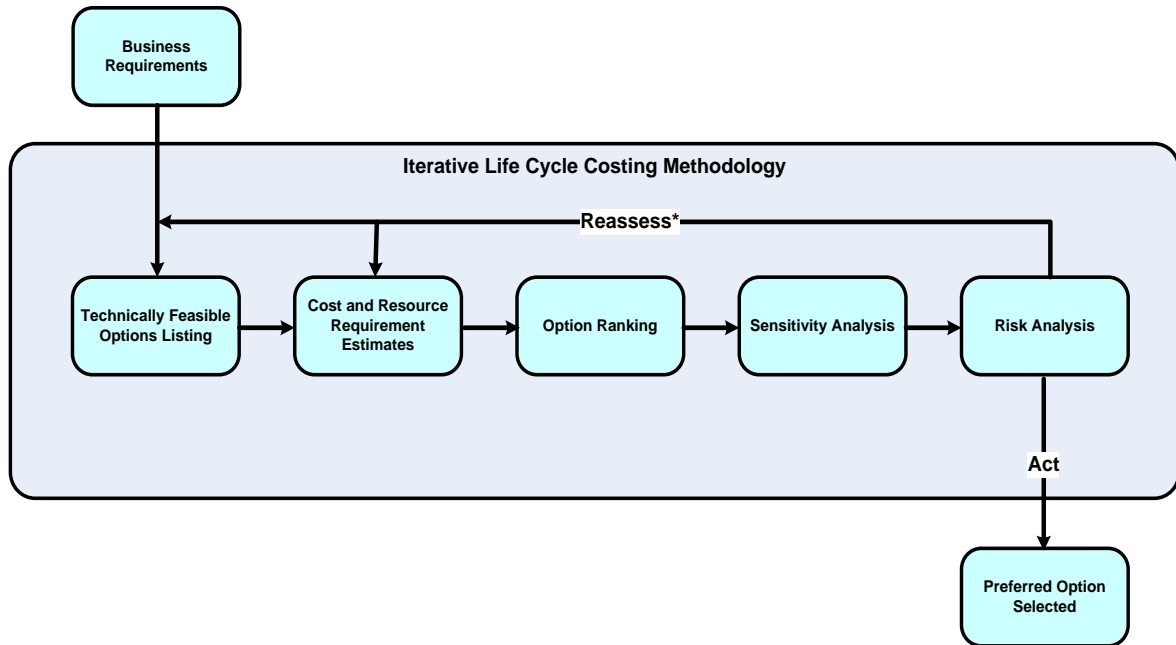 Business
Requirements
Iterative Life Cycle Costing Methodology
Reassess*
Technically Feasible
Options Listing
Cost and Resource
Requirement
Estimates
Option Ranking
Sensitivity Analysis
Risk Analysis
Act
Preferred Option
Selected